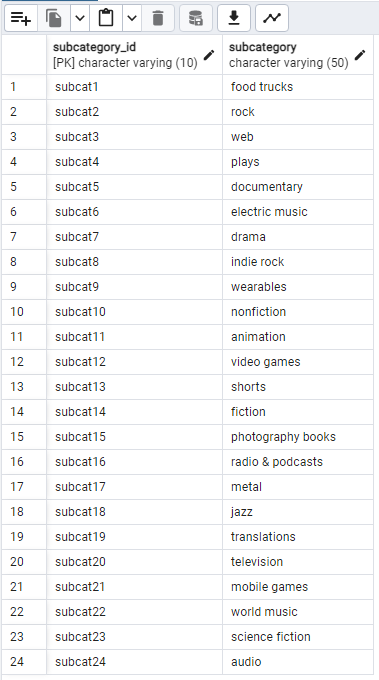 subcategory_id subcategory
[PK] character varying (10) character varying (50)
1 subcat1 food trucks
2 subcat2 rock
3 subcat3 web
4 subcat4 plays
5 subcat5 documentary
6 subcat6 electric music
7 subcat7 drama
8 subcat8 indie rock
9 subcat9 wearables
10 subcat10 nonfiction
11 subcat11 animation
12 subcat12 video games
13 subcat13 shorts
14 subcat14 fiction
15 subcat15 photography books
16 subcat16 radio & podcasts
17 subcat17 metal
18 subcat18 jazz
19 subcat19 translations
20 subcat20 television
21 subcat21 mobile games
22 subcat22 world music
23 subcat23 science fiction
24 subcat24 audio